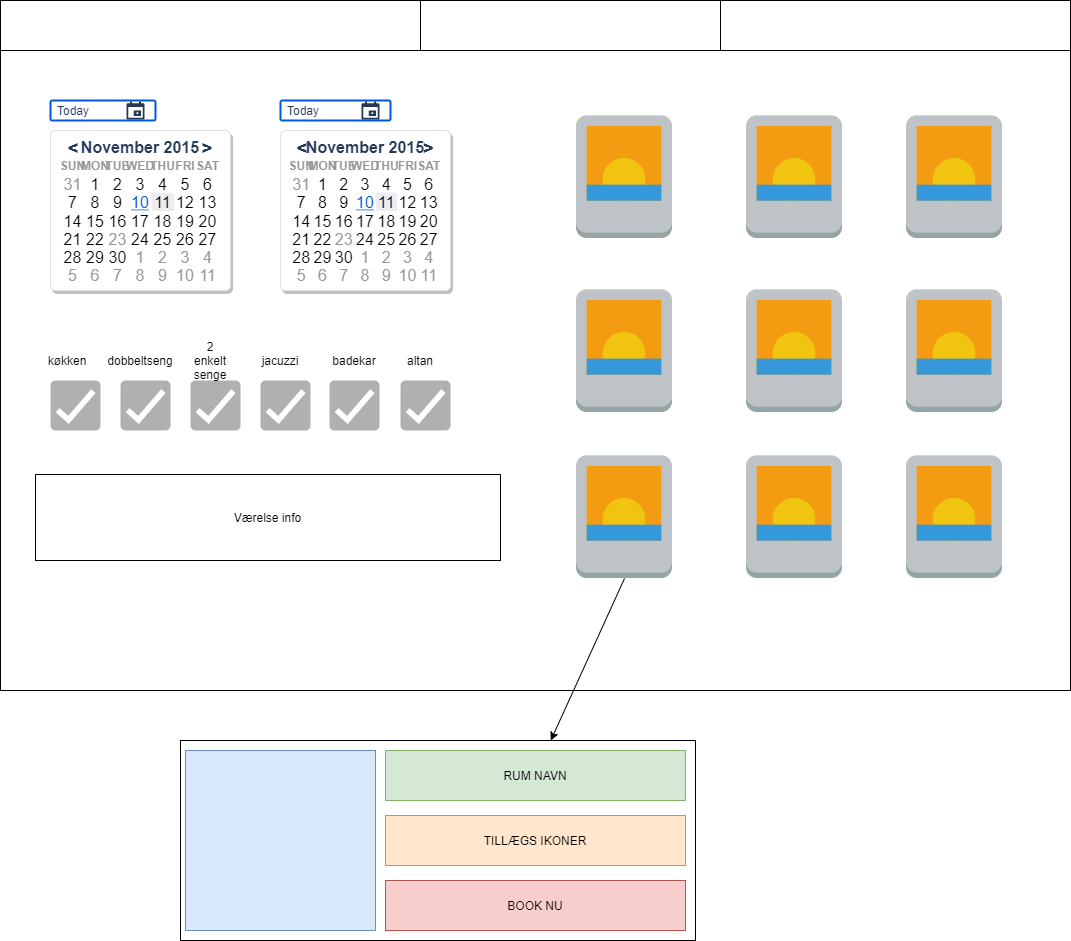 Today
Today
< November 2015 >
SUN MON TUE WED THU FRI SAT
31 1 2 3 4 5 6
7 8 9 10 11 12 13
14 15 16 17 18 19 20
21 22 23 24 25 26 27
28 29 30 1 2 3 4
5 6 7 8 9 10 11
<November 2015>
SUN MON TUE WED THU FRI SAT
31 1 2 3 4 5 6
7 8 9 10 11 12 13
14 15 16 17 18 19 20
21 22 23 24 25 26 27
28 29 30 1 2 3 4
5 6 7 8 9 10 11
køkken
dobbeltseng
2
enkelt
senge
jacuzzi
badekar
altan
Værelse info
RUM NAVN
TILLÆGS IKONER
BOOK NU